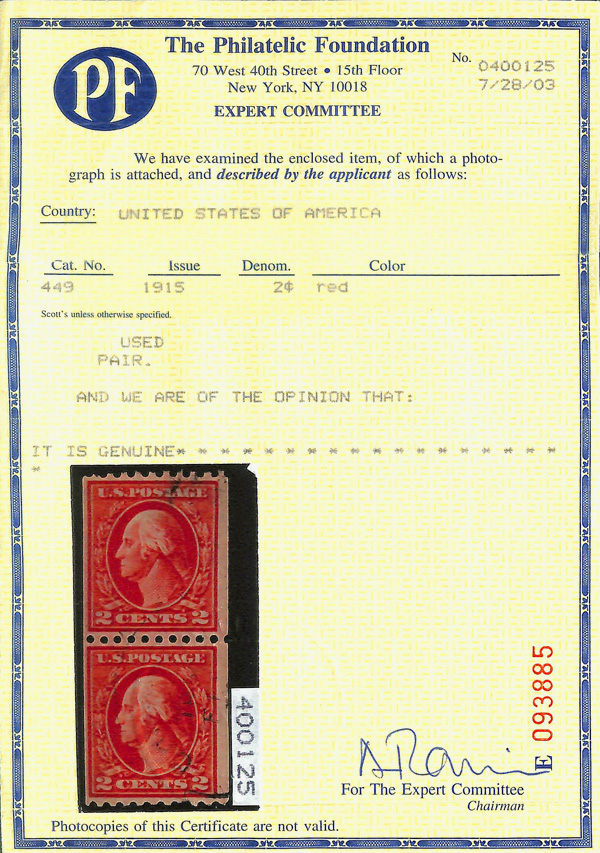 PF
The Philatelic Foundation
70 West 40th Street • 15th Floor
New York, NY 10018
EXPERT COMMITTEE
No. 0400125
7/28/03
We have examined the enclosed item, of which a photo-
graph is attached, and described by the applicant as follows:
Country: UNITED STATES OF AMERICA
Cat. No. Issue Denom. Color
449 1915 2¢ red
Scott's unless otherwise specified.
USED
PAIR.
AND WE ARE OF THE OPINION THAT:
IT IS GENUINE* * * * * * * * * * * * * * * * * *
*
U.S. POSTAGE
2 CENTS 2
U.S. POSTAGE
2 CENTS 2
400125
E 093885
For The Expert Committee
Chairman
Photocopies of this Certificate are not valid.